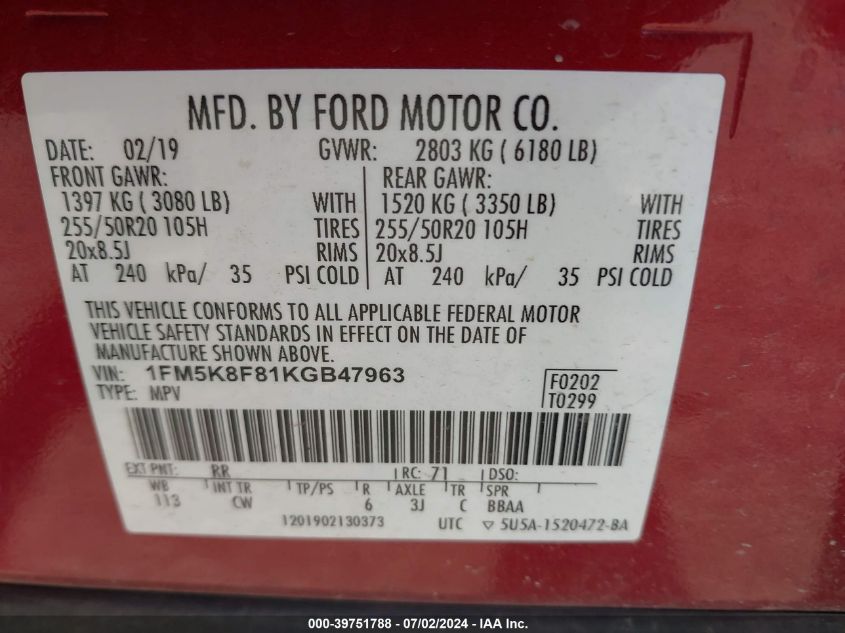 MFD. BY FORD MOTOR CO.
DATE: 02/19 GVWR: 2803 KG ( 6180 LB)
FRONT GAWR: REAR GAWR:
1397 KG ( 3080 LB) WITH 1520 KG ( 3350 LB) WITH
255/50R20 105H TIRES 255/50R20 105H TIRES
20x8.5J RIMS 20x8.5J RIMS
AT 240 kPa/ 35 PSI COLD AT 240 kPa/ 35 PSI COLD
THIS VEHICLE CONFORMS TO ALL APPLICABLE FEDERAL MOTOR
VEHICLE SAFETY STANDARDS IN EFFECT ON THE DATE OF
MANUFACTURE SHOWN ABOVE.
VIN: 1FM5K8F81KGB47963 F0202
TYPE: MPV T0299
EXT PNT: RR RC: 71 DSO:
WB INT TR TP/PS R AXLE TR SPR
113 CW 6 3J C BBAA
1201902130373 UTC ▽ 5U5A-1520472-BA
000-39751788 - 07/02/2024 - IAA Inc.